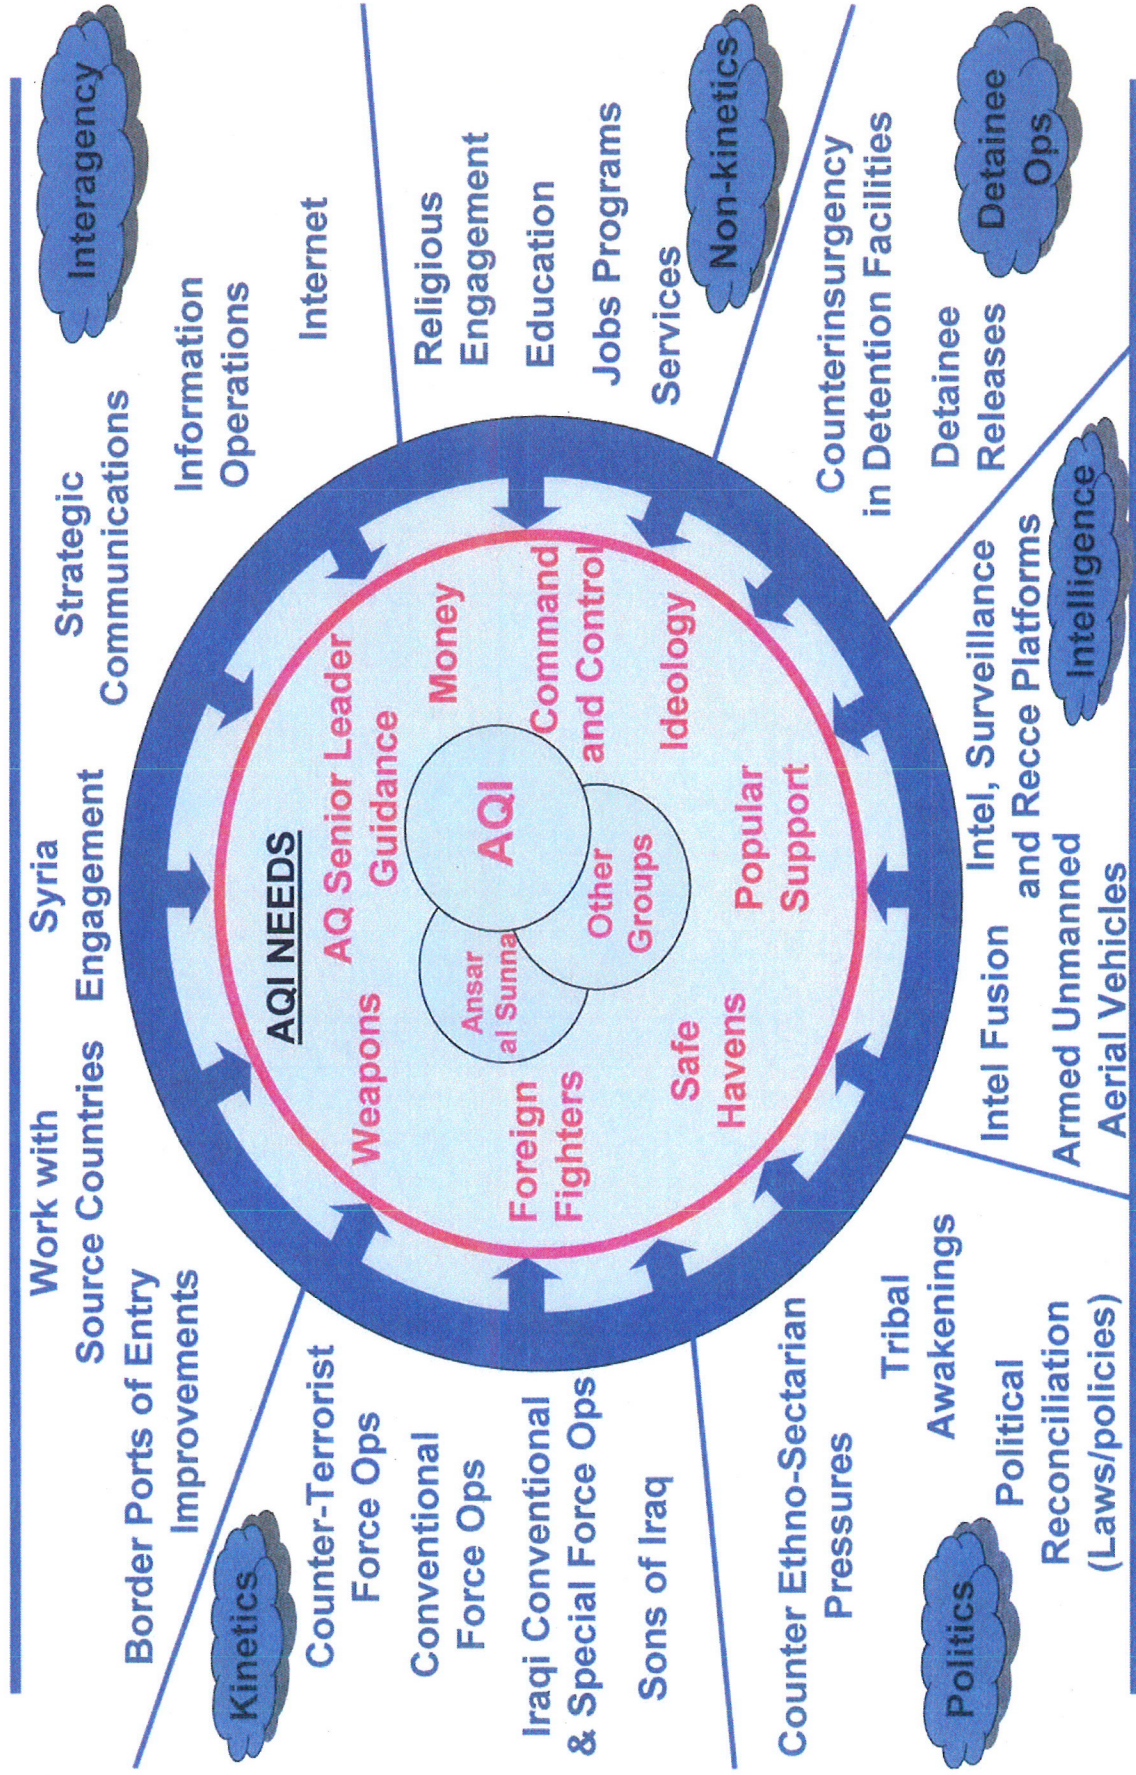 Interagency
Work with
Source Countries
Syria
Engagement
Strategic
Communications
Information
Operations
Internet
Border Ports of Entry
Improvements
Kinetics
Counter-Terrorist
Force Ops
Conventional
Force Ops
Iraqi Conventional
& Special Force Ops
Sons of Iraq
AQI NEEDS
Weapons
AQ Senior Leader
Guidance
Money
Foreign
Fighters
Ansar
al Sunna
AQI
Other
Groups
Command
and Control
Safe
Havens
Popular
Support
Ideology
Religious
Engagement
Education
Jobs Programs
Services
Non-kinetics
Counter Ethno-Sectarian
Pressures
Tribal
Awakenings
Political
Reconciliation
(Laws/policies)
Politics
Intel Fusion
Armed Unmanned
Aerial Vehicles
Intel, Surveillance
and Recce Platforms
Intelligence
Counterinsurgency
in Detention Facilities
Detainee
Releases
Detainee
Ops